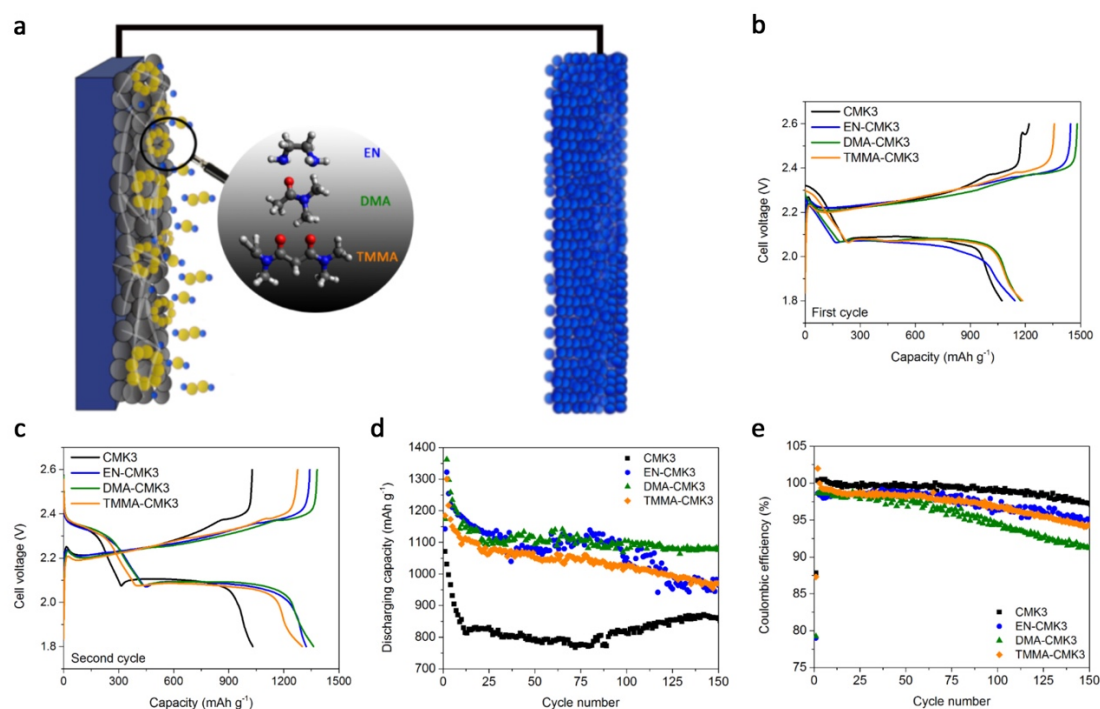 a
EN
DMA
TMMA
b
CMK3
EN-CMK3
DMA-CMK3
TMMA-CMK3
2.6
2.4
2.2
2.0
1.8
Cell voltage (V)
First cycle
0 300 600 900 1200 1500
Capacity (mAh g⁻¹)
c
CMK3
EN-CMK3
DMA-CMK3
TMMA-CMK3
2.6
2.4
2.2
2.0
1.8
Cell voltage (V)
Second cycle
0 300 600 900 1200 1500
Capacity (mAh g⁻¹)
d
CMK3
EN-CMK3
DMA-CMK3
TMMA-CMK3
1400
1300
1200
1100
1000
900
800
700
Discharging capacity (mAh g⁻¹)
0 25 50 75 100 125 150
Cycle number
e
105
100
95
90
85
80
75
Coulombic efficiency (%)
CMK3
EN-CMK3
DMA-CMK3
TMMA-CMK3
0 25 50 75 100 125 150
Cycle number